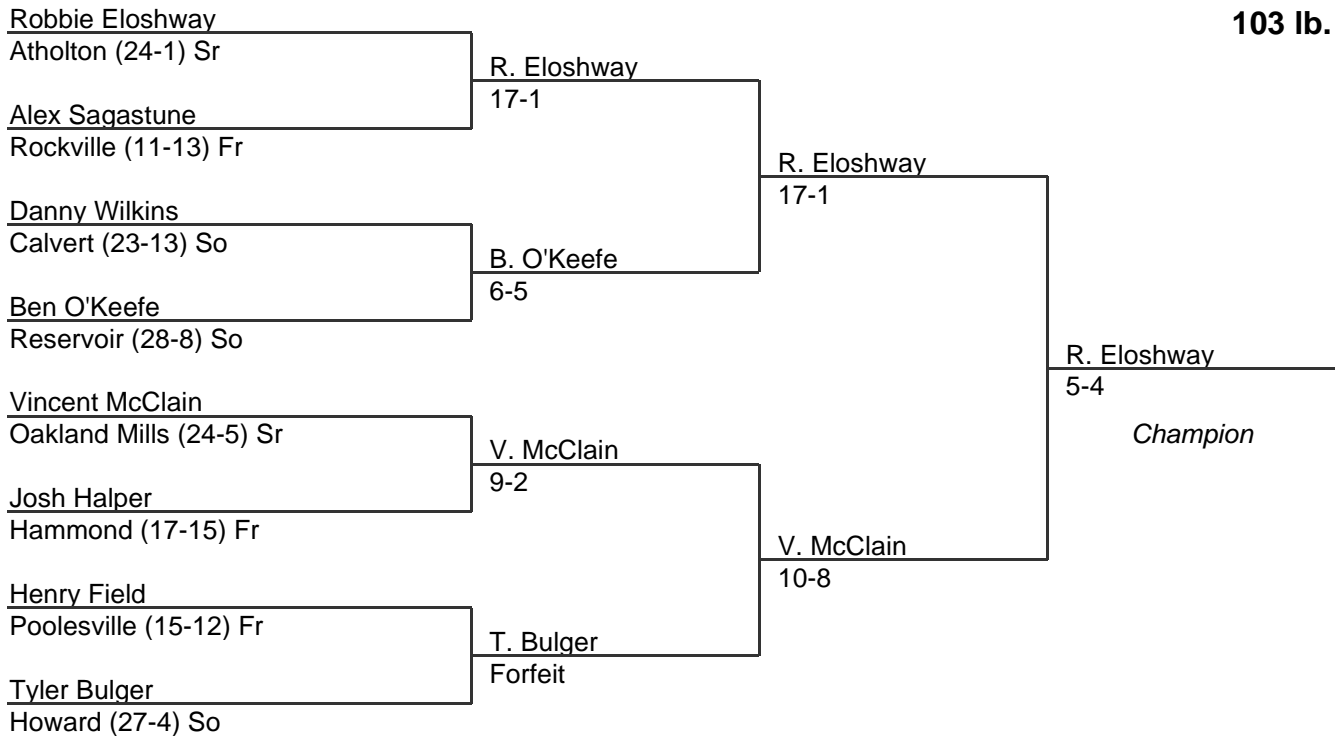 103 lb.
Robbie Eloshway
Atholton (24-1) Sr
R. Eloshway
17-1
Alex Sagastune
Rockville (11-13) Fr
R. Eloshway
17-1
Danny Wilkins
Calvert (23-13) So
B. O'Keefe
6-5
Ben O'Keefe
Reservoir (28-8) So
R. Eloshway
5-4
Champion
Vincent McClain
Oakland Mills (24-5) Sr
V. McClain
9-2
Josh Halper
Hammond (17-15) Fr
V. McClain
10-8
Henry Field
Poolesville (15-12) Fr
T. Bulger
Forfeit
Tyler Bulger
Howard (27-4) So